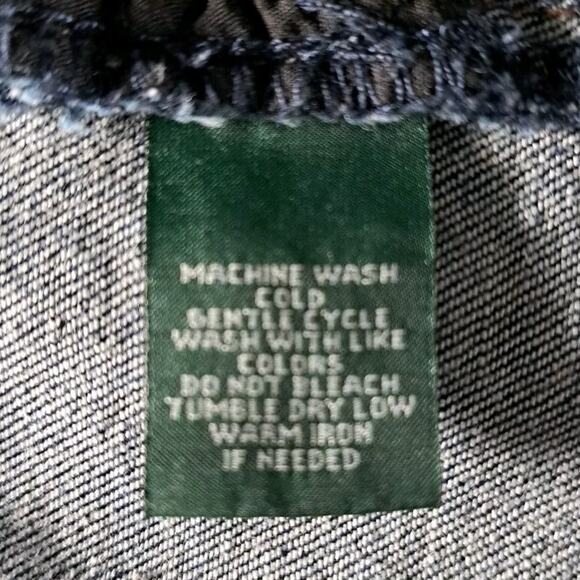 MACHINE WASH
COLD
GENTLE CYCLE
WASH WITH LIKE
COLORS
DO NOT BLEACH
TUMBLE DRY LOW
WARM IRON
IF NEEDED